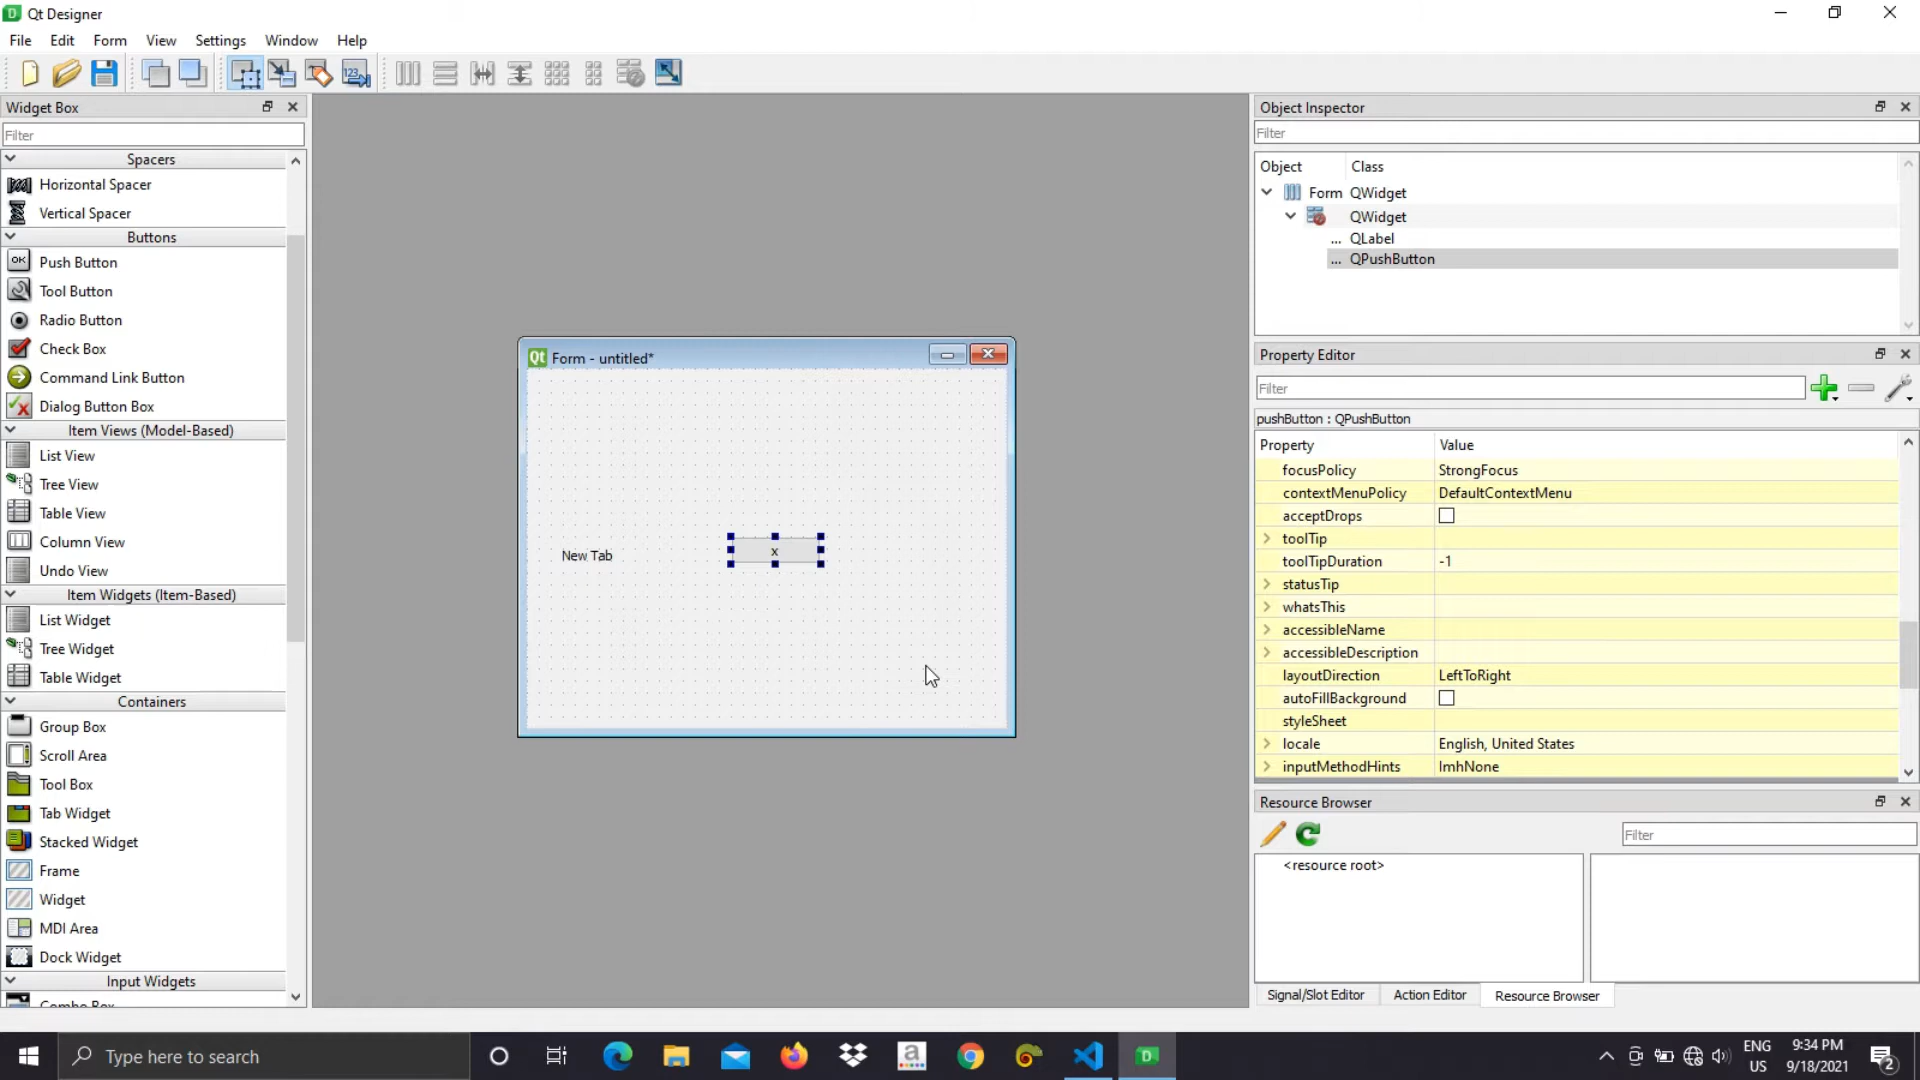 Qt Designer
File Edit Form View Settings Window Help
Widget Box
Filter
Spacers
Horizontal Spacer
Vertical Spacer
Buttons
OK Push Button
Tool Button
Radio Button
Check Box
Command Link Button
Dialog Button Box
Item Views (Model-Based)
List View
Tree View
Table View
Column View
Undo View
Item Widgets (Item-Based)
List Widget
Tree Widget
Table Widget
Containers
Group Box
Scroll Area
Tool Box
Tab Widget
Stacked Widget
Frame
Widget
MDI Area
Dock Widget
Input Widgets
Combo Box
Qt Form - untitled*
New Tab
x
Object Inspector
Filter
Object Class
Form QWidget
QWidget
... QLabel
... QPushButton
Property Editor
Filter
pushButton : QPushButton
Property Value
focusPolicy StrongFocus
contextMenuPolicy DefaultContextMenu
acceptDrops
toolTip
toolTipDuration -1
statusTip
whatsThis
accessibleName
accessibleDescription
layoutDirection LeftToRight
autoFillBackground
styleSheet
locale English, United States
inputMethodHints ImhNone
Resource Browser
Filter
<resource root>
Signal/Slot Editor Action Editor Resource Browser
Type here to search
ENG
US
9:34 PM
9/18/2021
2